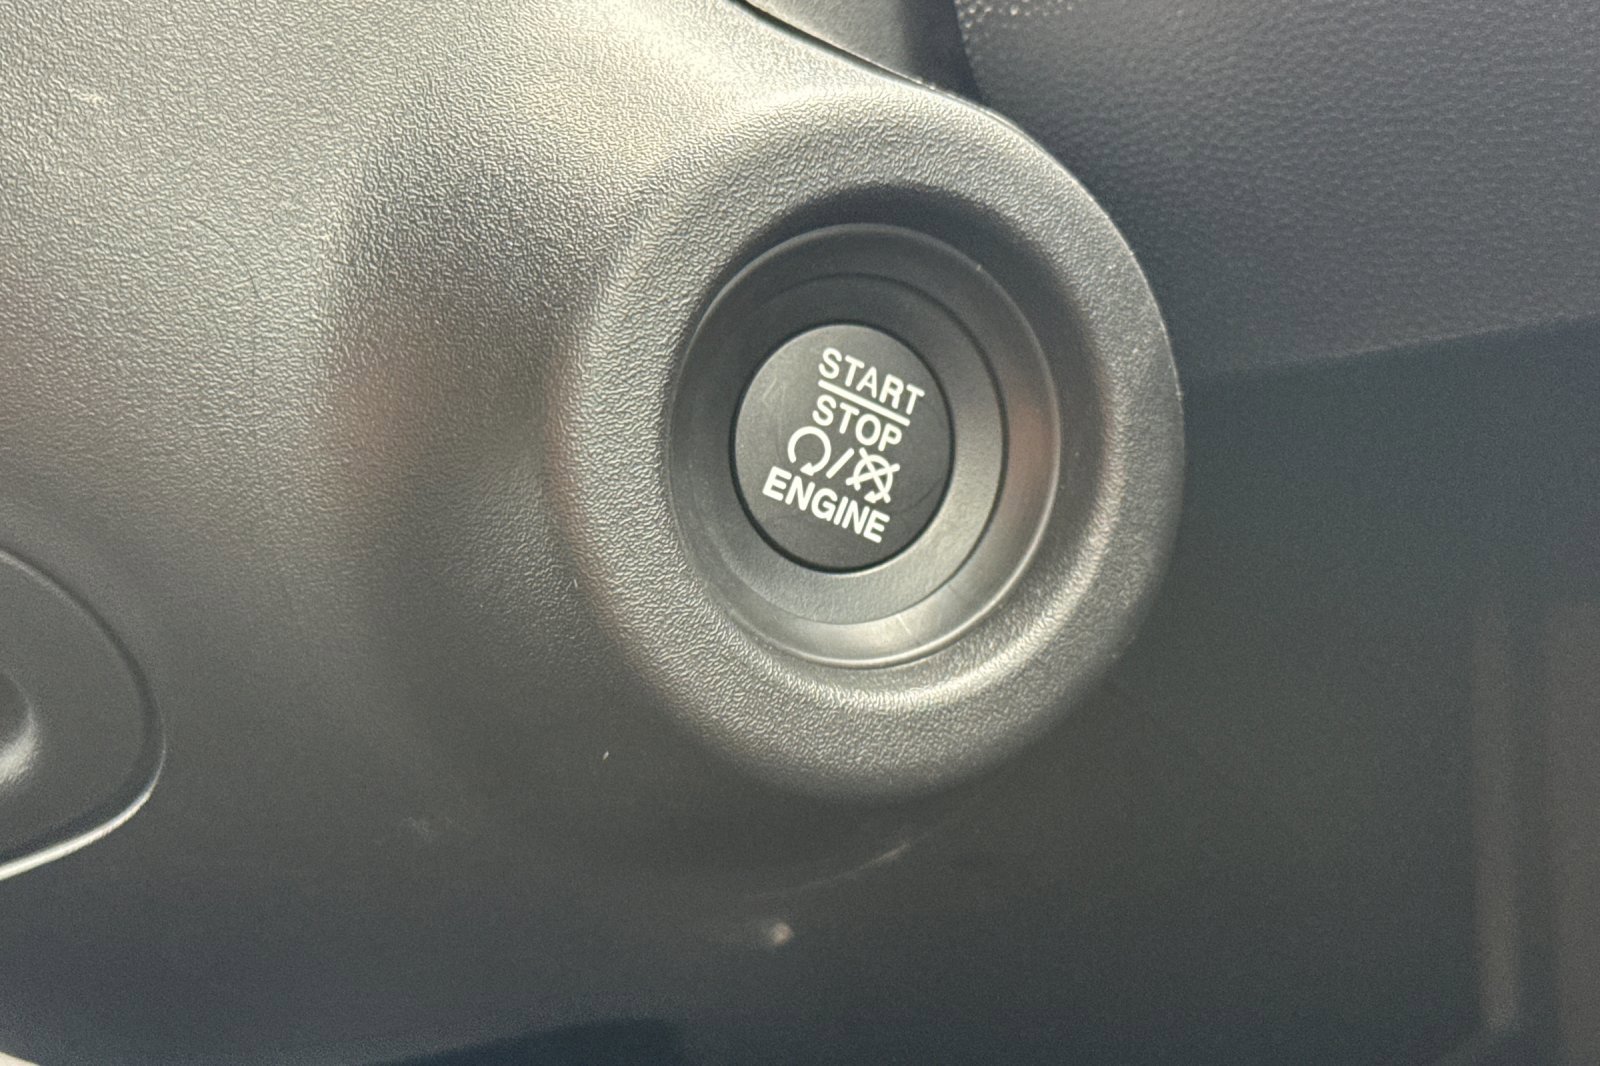 START
STOP
/
ENGINE